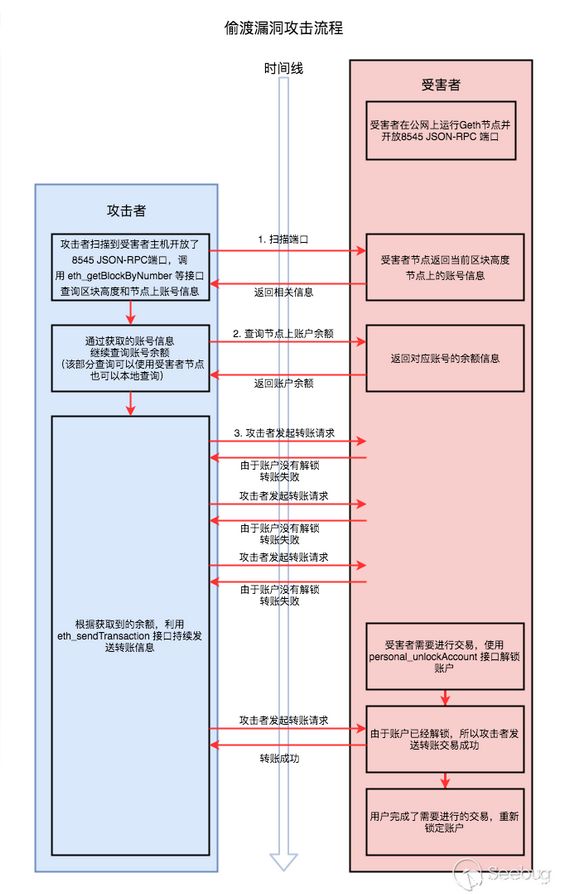 偷渡漏洞攻击流程
时间线
受害者
受害者在公网上运行Geth节点并
开放8545 JSON-RPC 端口
攻击者
攻击者扫描到受害者主机开放了
8545 JSON-RPC端口，调
用 eth_getBlockByNumber 等接口
查询区块高度和节点上账号信息
1. 扫描端口
返回相关信息
受害者节点返回当前区块高度
节点上的账号信息
通过获取的账号信息
继续查询账号余额
（该部分查询可以使用受害者节点
也可以本地查询）
2. 查询节点上账户余额
返回账户余额
返回对应账号的余额信息
3. 攻击者发起转账请求
由于账户没有解锁
转账失败
攻击者发起转账请求
由于账户没有解锁
转账失败
攻击者发起转账请求
由于账户没有解锁
转账失败
根据获取到的余额，利用
eth_sendTransaction 接口持续发
送转账信息
受害者需要进行交易，使用
personal_unlockAccount 接口解锁
账户
攻击者发起转账请求
转账成功
由于账户已经解锁，所以攻击者发
送转账交易成功
用户完成了需要进行的交易，重新
锁定账户
Seebug